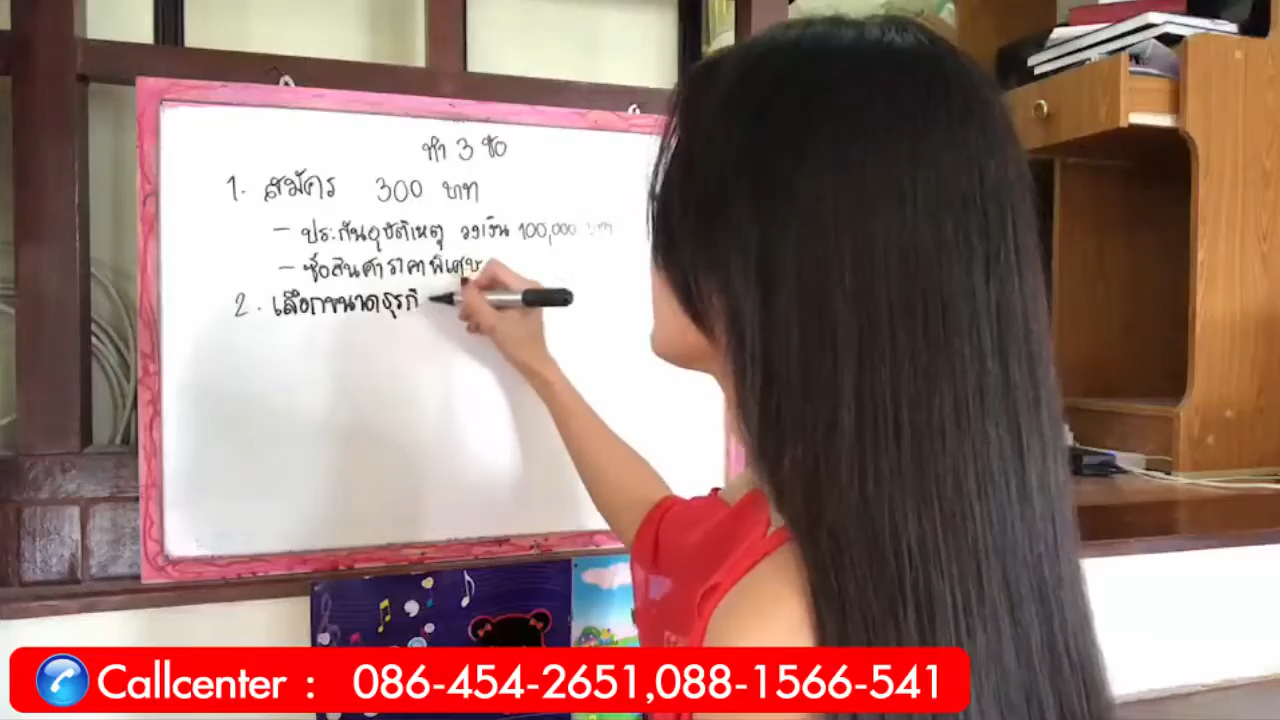 ทำ 3 ข้อ
1. สมัคร 300 บาท
- ประกันอุบัติเหตุ วงเงิน 100,000 บาท
- ซื้อสินค้าราคาพิเศษ
2. เลือกขนาดธุรกิ
Callcenter : 086-454-2651,088-1566-541